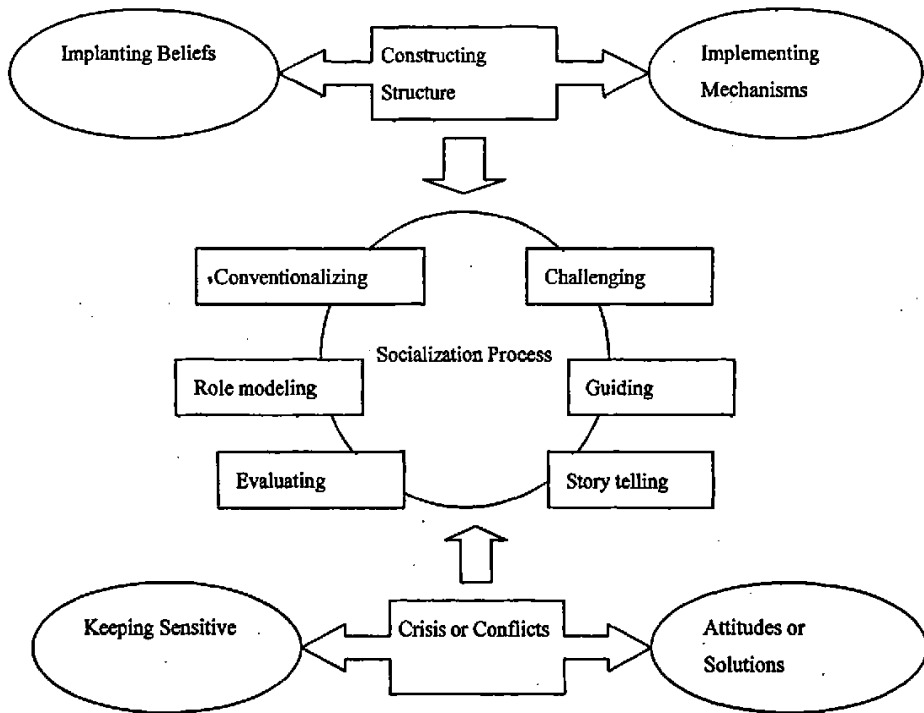 Implanting Beliefs
Constructing
Structure
Implementing
Mechanisms
Conventionalizing
Challenging
Socialization Process
Role modeling
Guiding
Evaluating
Story telling
Keeping Sensitive
Crisis or Conflicts
Attitudes or
Solutions